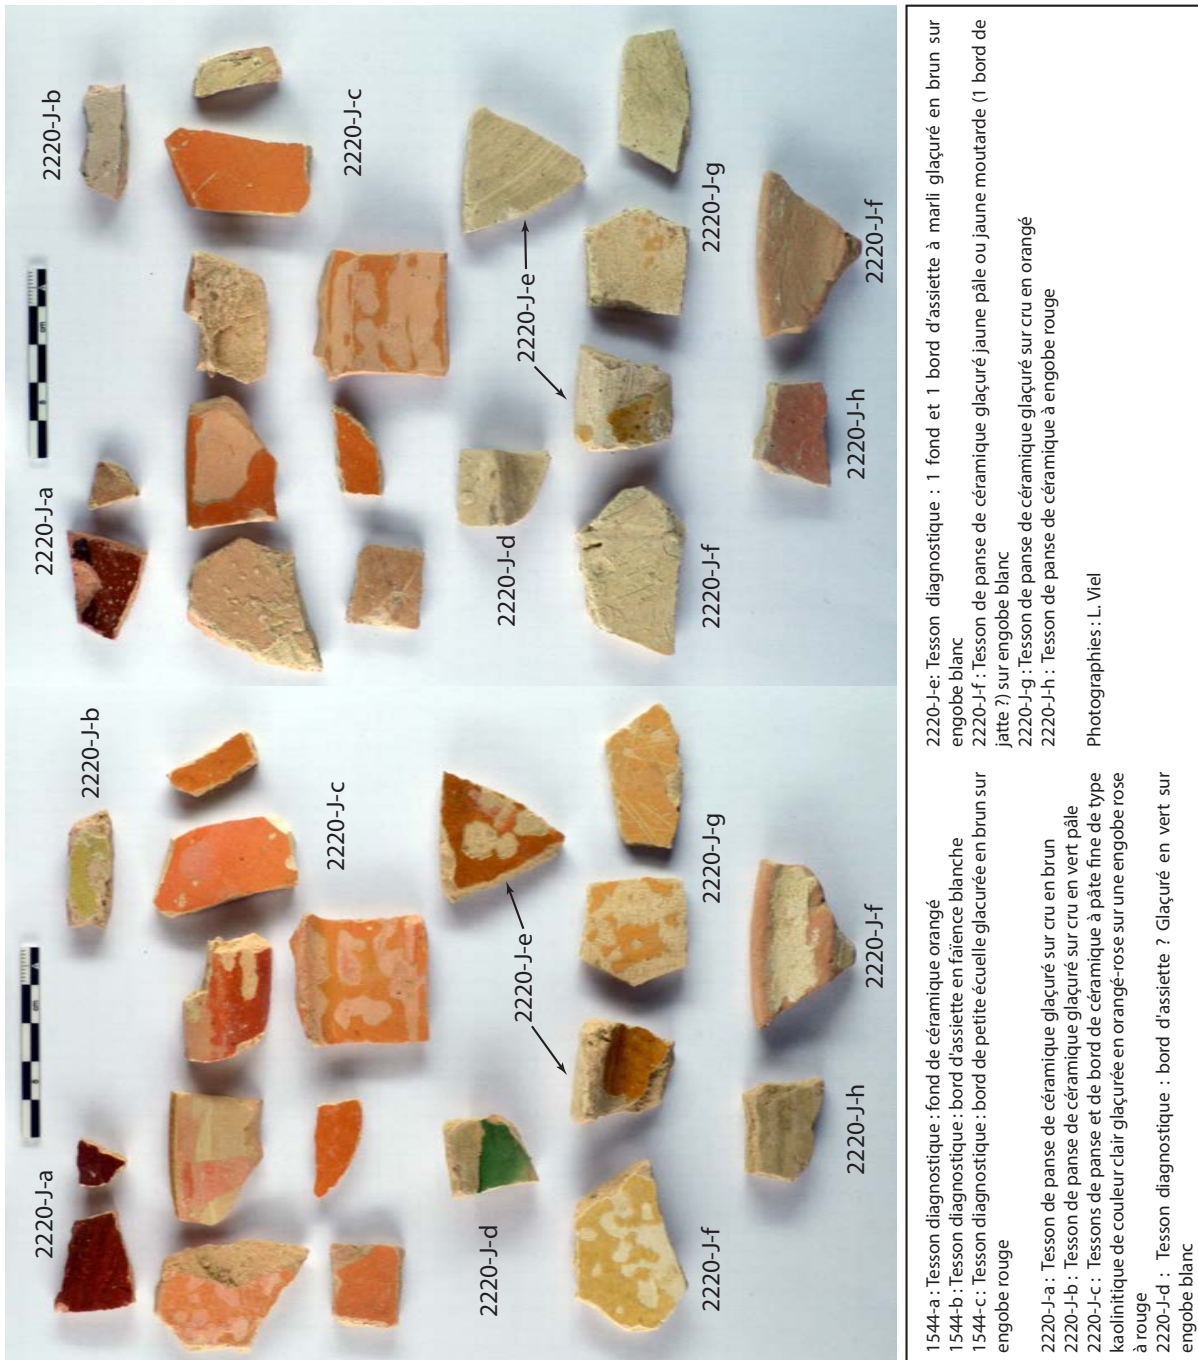 2220-J-a
2220-J-b
2220-J-c
2220-J-d
2220-J-e
2220-J-f
2220-J-g
2220-J-h
2220-J-f
cm
2220-J-a
2220-J-b
2220-J-c
2220-J-d
2220-J-e
2220-J-f
2220-J-g
2220-J-h
2220-J-f
cm
1544-a : Tesson diagnostique : fond de céramique orangé
1544-b : Tesson diagnostique : bord d'assiette en faïence blanche
1544-c : Tesson diagnostique : bord de petite écuelle glacurée en brun sur
engobe rouge
2220-J-a : Tesson de panse de céramique glaçuré sur cru en brun
2220-J-b : Tesson de panse de céramique glaçuré sur cru en vert pâle
2220-J-c : Tessons de panse et de bord de céramique à pâte fine de type
kaolinitique de couleur clair glaçurée en orangé-rose sur une engobe rose
à rouge
2220-J-d : Tesson diagnostique : bord d'assiette ? Glaçuré en vert sur
engobe blanc
2220-J-e: Tesson diagnostique : 1 fond et 1 bord d'assiette à marli glaçuré en brun sur
engobe blanc
2220-J-f : Tesson de panse de céramique glaçuré jaune pâle ou jaune moutarde (1 bord de
jatte ?) sur engobe blanc
2220-J-g : Tesson de panse de céramique glaçuré sur cru en orangé
2220-J-h : Tesson de panse de céramique à engobe rouge
Photographies : L. Viel